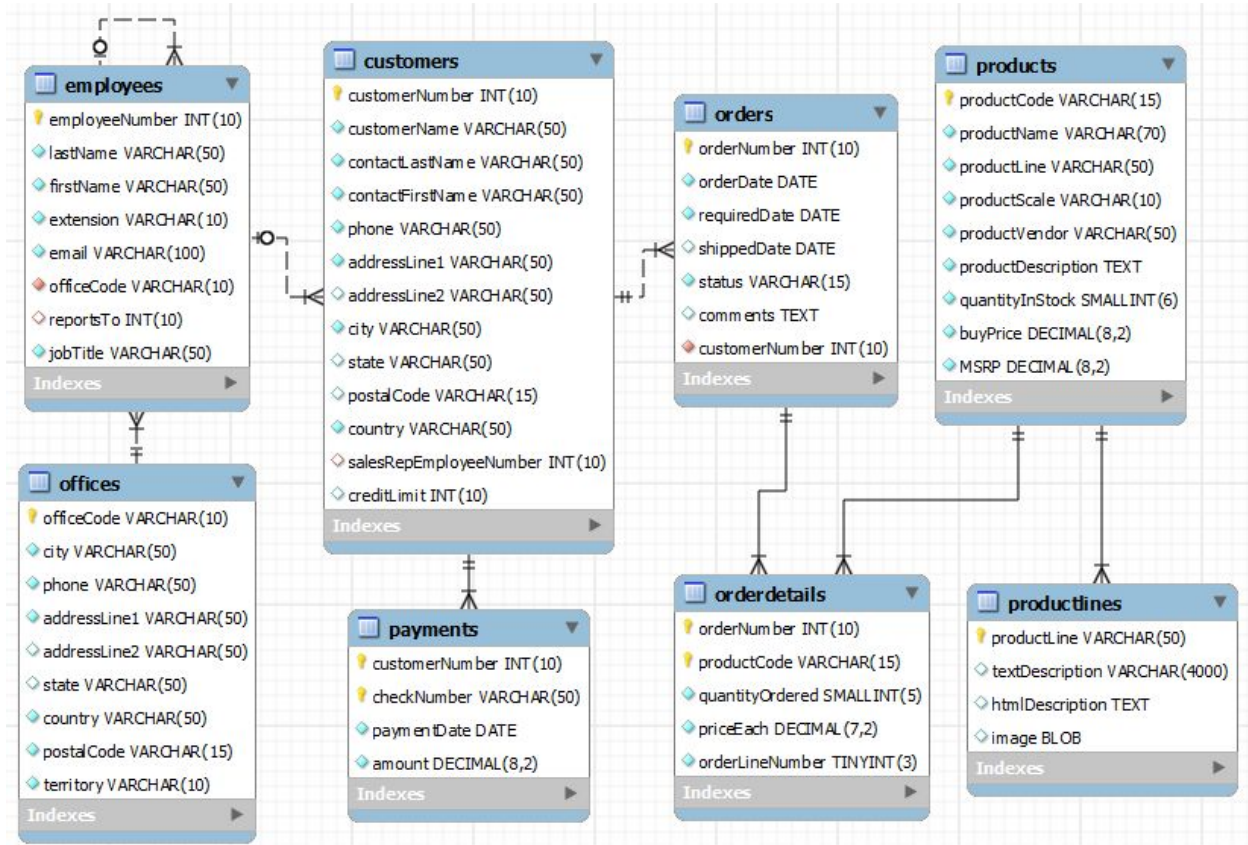 employees
employeeNumber INT(10)
lastName VARCHAR(50)
firstName VARCHAR(50)
extension VARCHAR(10)
email VARCHAR(100)
officeCode VARCHAR(10)
reportsTo INT(10)
jobTitle VARCHAR(50)
Indexes
offices
officeCode VARCHAR(10)
city VARCHAR(50)
phone VARCHAR(50)
addressLine1 VARCHAR(50)
addressLine2 VARCHAR(50)
state VARCHAR(50)
country VARCHAR(50)
postalCode VARCHAR(15)
territory VARCHAR(10)
Indexes
customers
customerNumber INT(10)
customerName VARCHAR(50)
contactLastName VARCHAR(50)
contactFirstName VARCHAR(50)
phone VARCHAR(50)
addressLine1 VARCHAR(50)
addressLine2 VARCHAR(50)
city VARCHAR(50)
state VARCHAR(50)
postalCode VARCHAR(15)
country VARCHAR(50)
salesRepEmployeeNumber INT(10)
creditLimit INT(10)
Indexes
payments
customerNumber INT(10)
checkNumber VARCHAR(50)
paymentDate DATE
amount DECIMAL(8,2)
Indexes
orders
orderNumber INT(10)
orderDate DATE
requiredDate DATE
shippedDate DATE
status VARCHAR(15)
comments TEXT
customerNumber INT(10)
Indexes
orderdetails
orderNumber INT(10)
productCode VARCHAR(15)
quantityOrdered SMALLINT(5)
priceEach DECIMAL(7,2)
orderLineNumber TINYINT(3)
Indexes
products
productCode VARCHAR(15)
productName VARCHAR(70)
productLine VARCHAR(50)
productScale VARCHAR(10)
productVendor VARCHAR(50)
productDescription TEXT
quantityInStock SMALLINT(6)
buyPrice DECIMAL(8,2)
MSRP DECIMAL(8,2)
Indexes
productlines
productLine VARCHAR(50)
textDescription VARCHAR(4000)
htmlDescription TEXT
image BLOB
Indexes